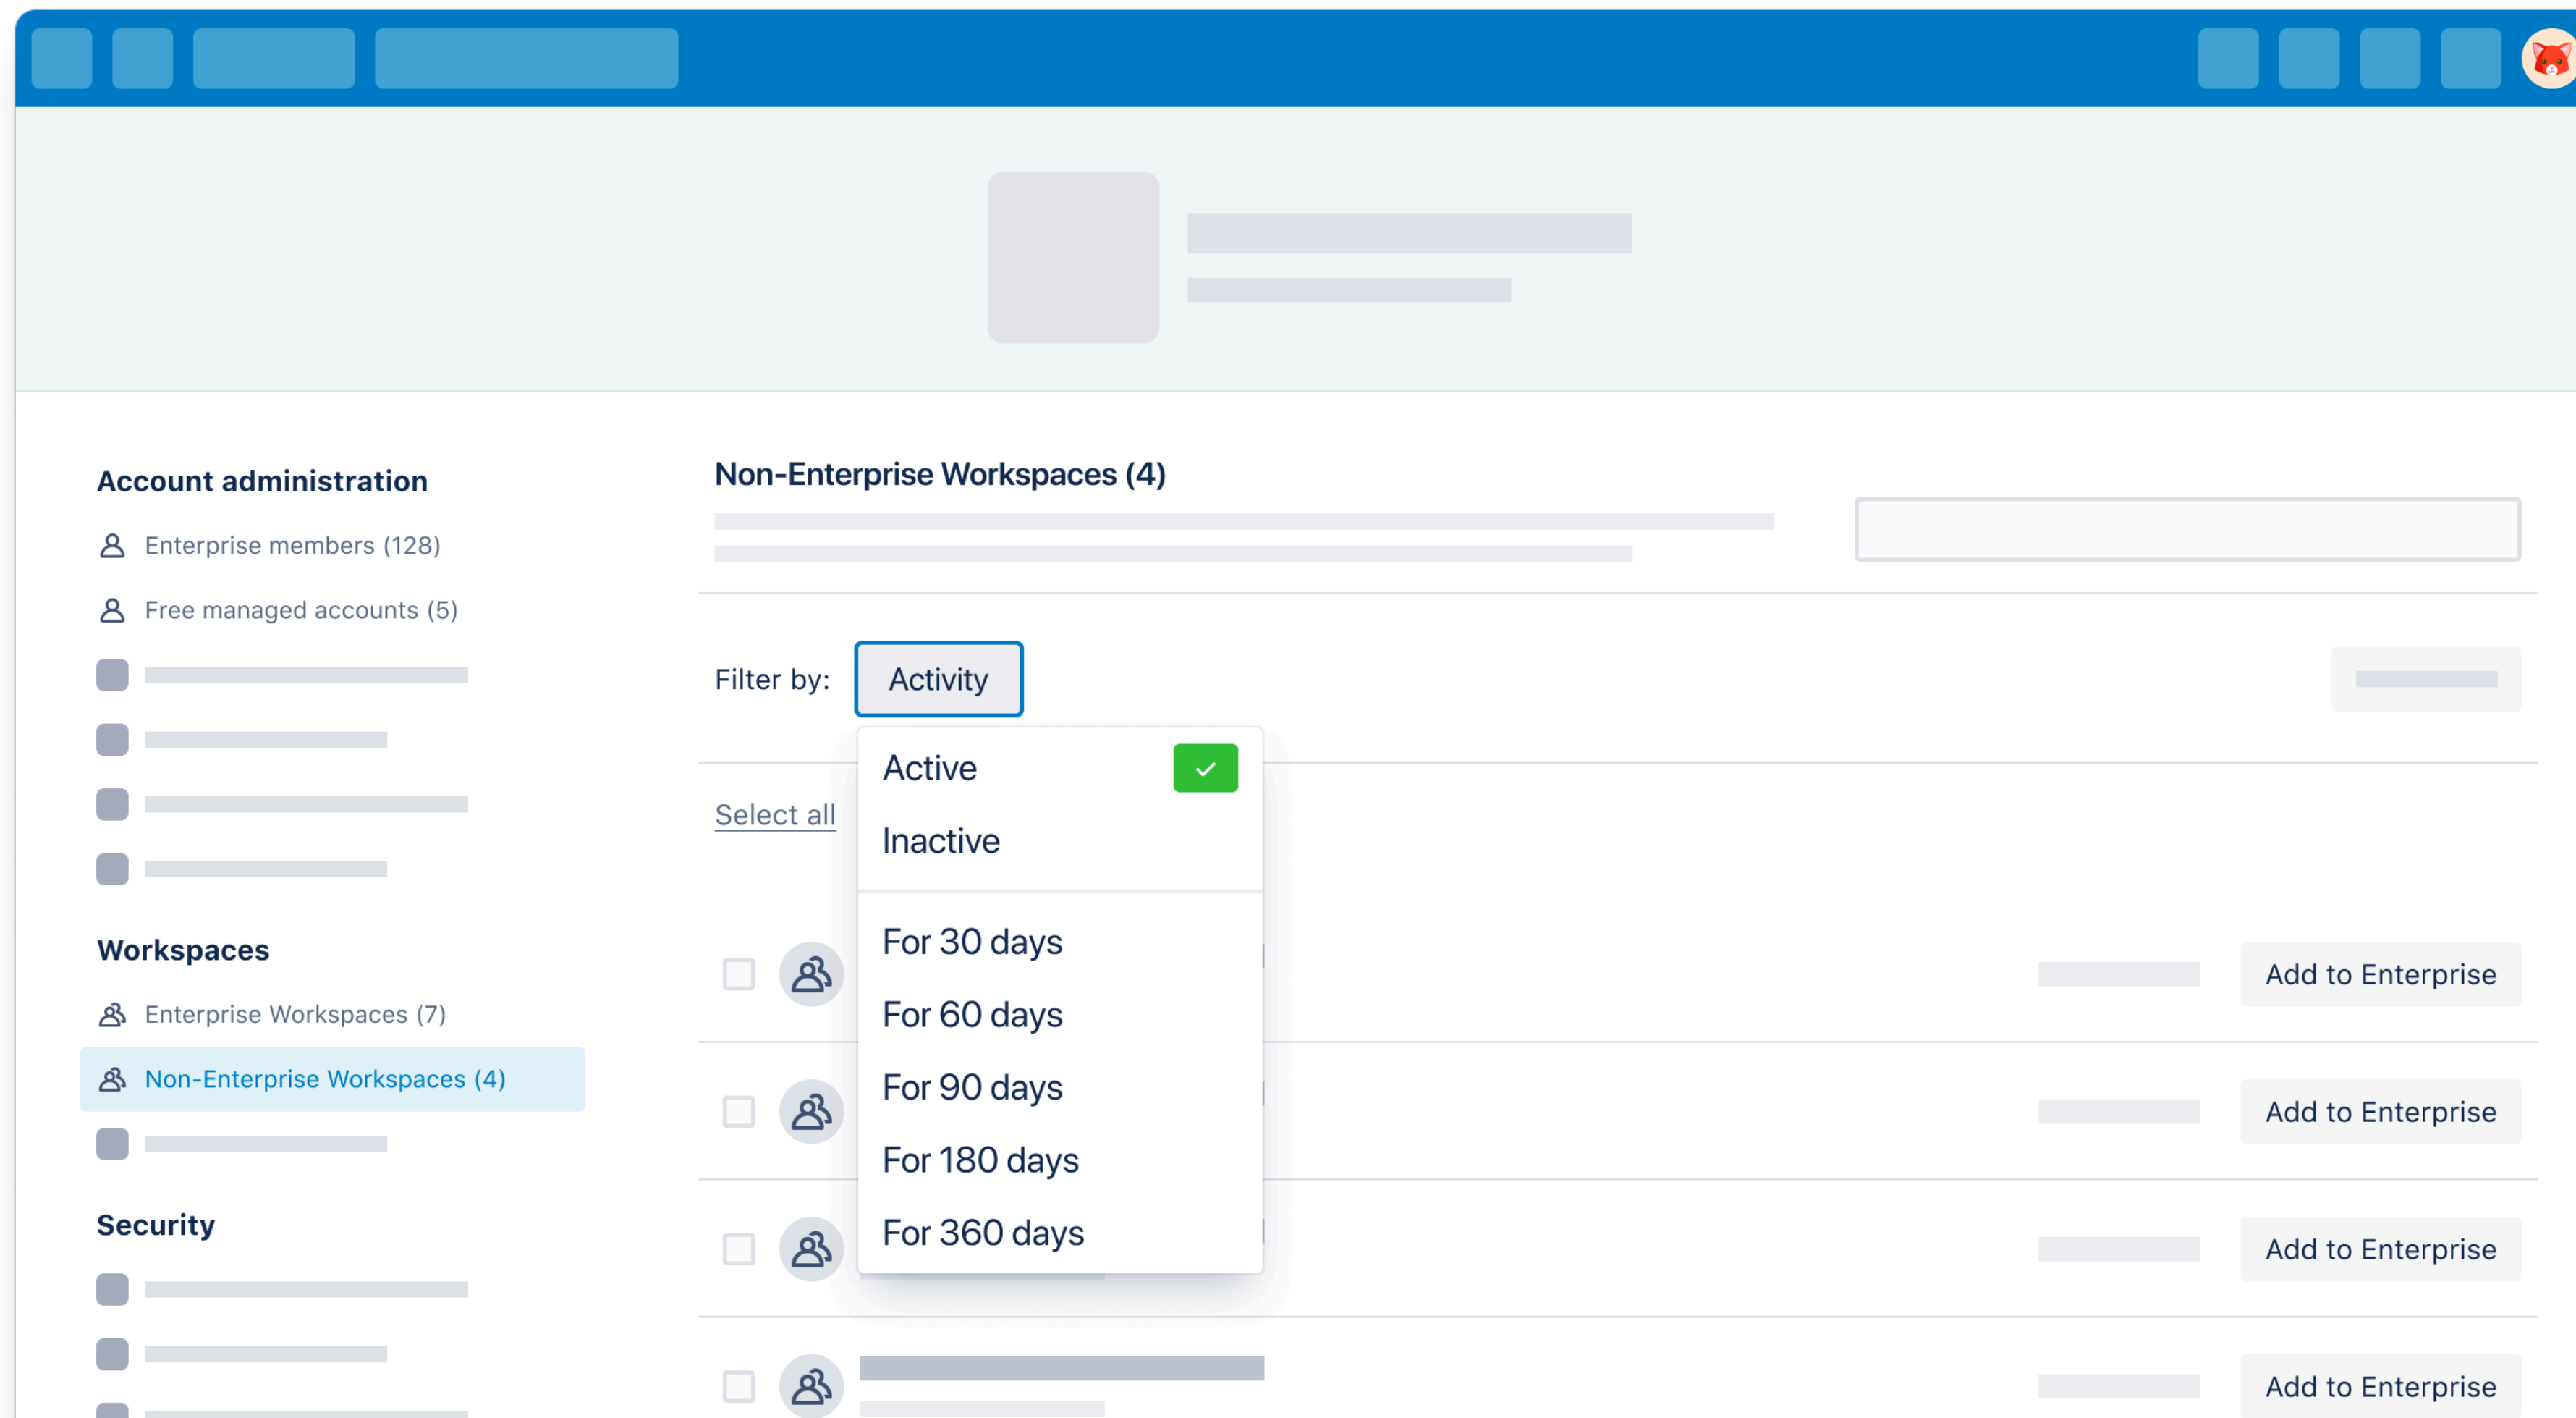 Account administration
Enterprise members (128)
Free managed accounts (5)
Workspaces
Enterprise Workspaces (7)
Non-Enterprise Workspaces (4)
Security
Non-Enterprise Workspaces (4)
Filter by:
Activity
Select all
Active
Inactive
For 30 days
For 60 days
For 90 days
For 180 days
For 360 days
Add to Enterprise
Add to Enterprise
Add to Enterprise
Add to Enterprise